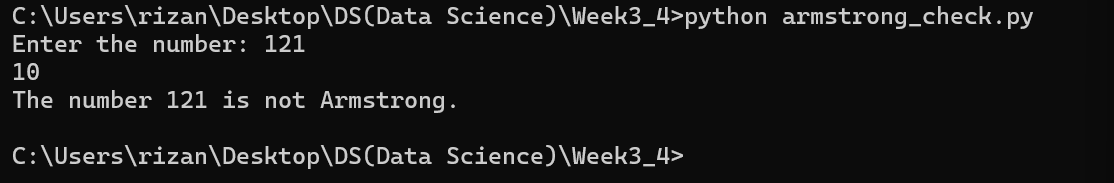 C:\Users\rizan\Desktop\DS(Data Science)\Week3_4>python armstrong_check.py
Enter the number: 121
10
The number 121 is not Armstrong.
C:\Users\rizan\Desktop\DS(Data Science)\Week3_4>